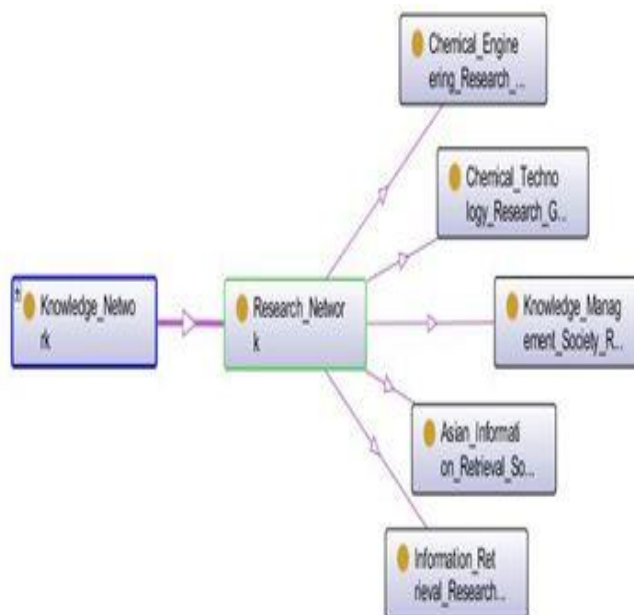 Chemical_Engine
ering_Research_...
Chemical_Techno
logy_Research_G...
Knowledge_Netwo
rk
Research_Networ
k
Knowledge_Manag
ement_Society_R...
Asian_Informati
on_Retrieval_So...
Information_Ret
rieval_Research...